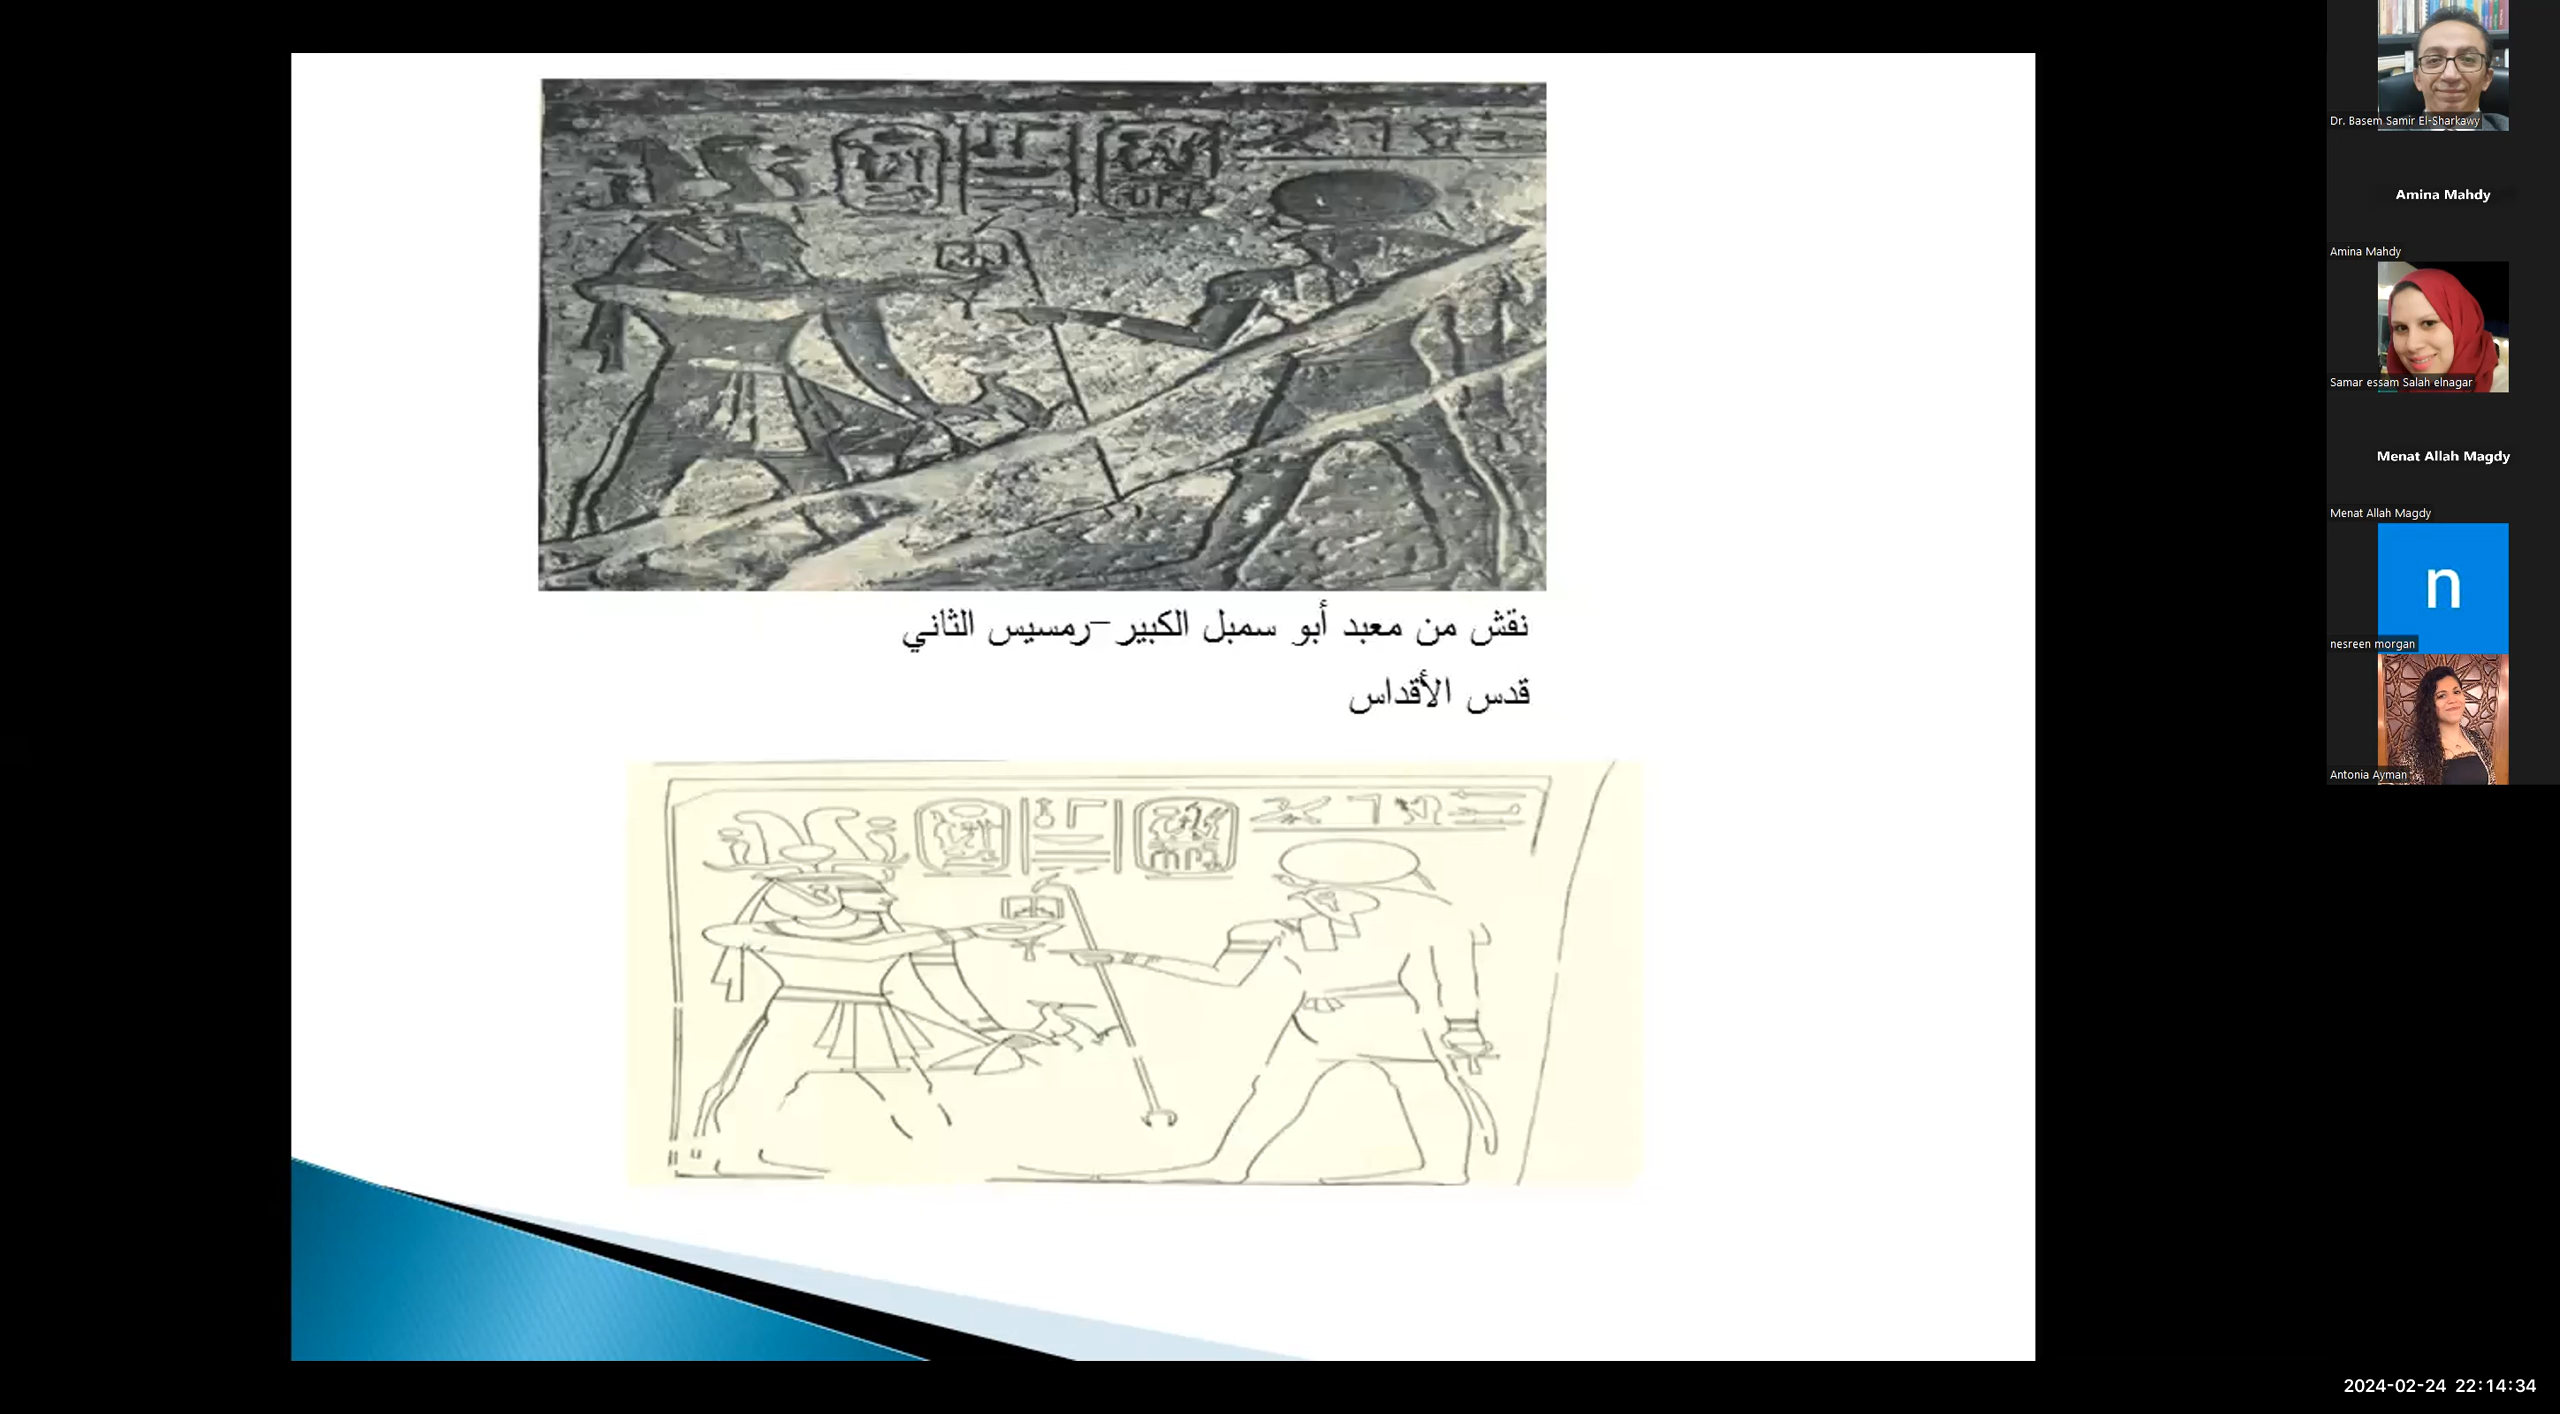 نقش من معبد أبو سمبل الكبير–رمسيس الثاني
قدس الأقداس
Dr. Basem Samir El-Sharkawy
Amina Mahdy
Amina Mahdy
Samar essam Salah elnagar
Menat Allah Magdy
Menat Allah Magdy
n
nesreen morgan
Antonia Ayman
2024-02-24 22:14:34